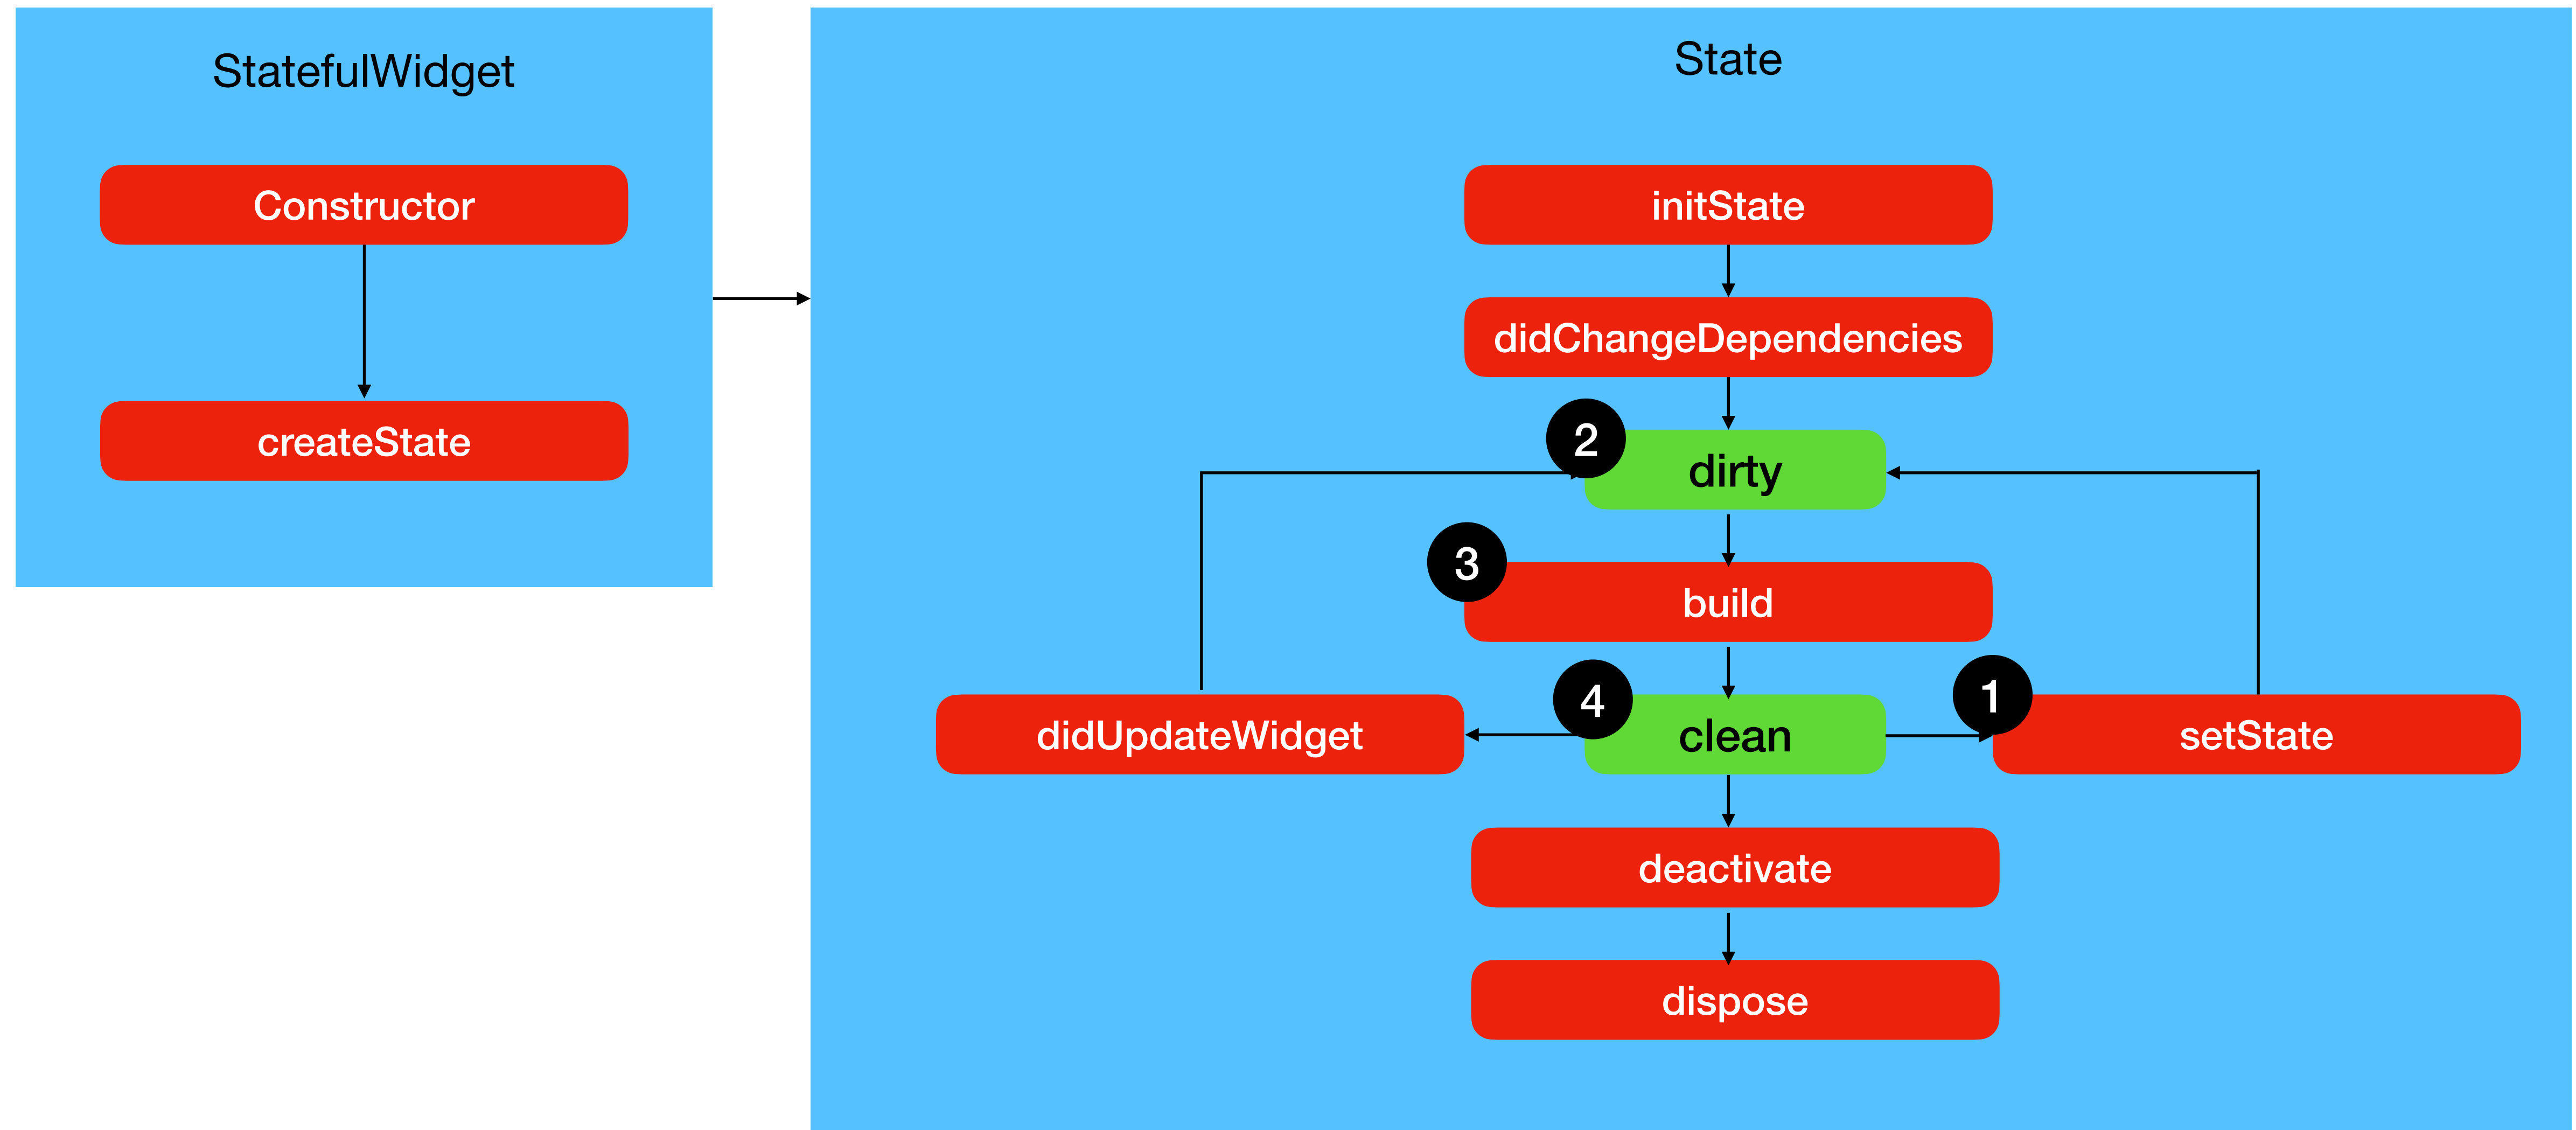 StatefulWidget
Constructor
createState
State
initState
didChangeDependencies
2
dirty
3
build
didUpdateWidget
4
clean
1
setState
deactivate
dispose